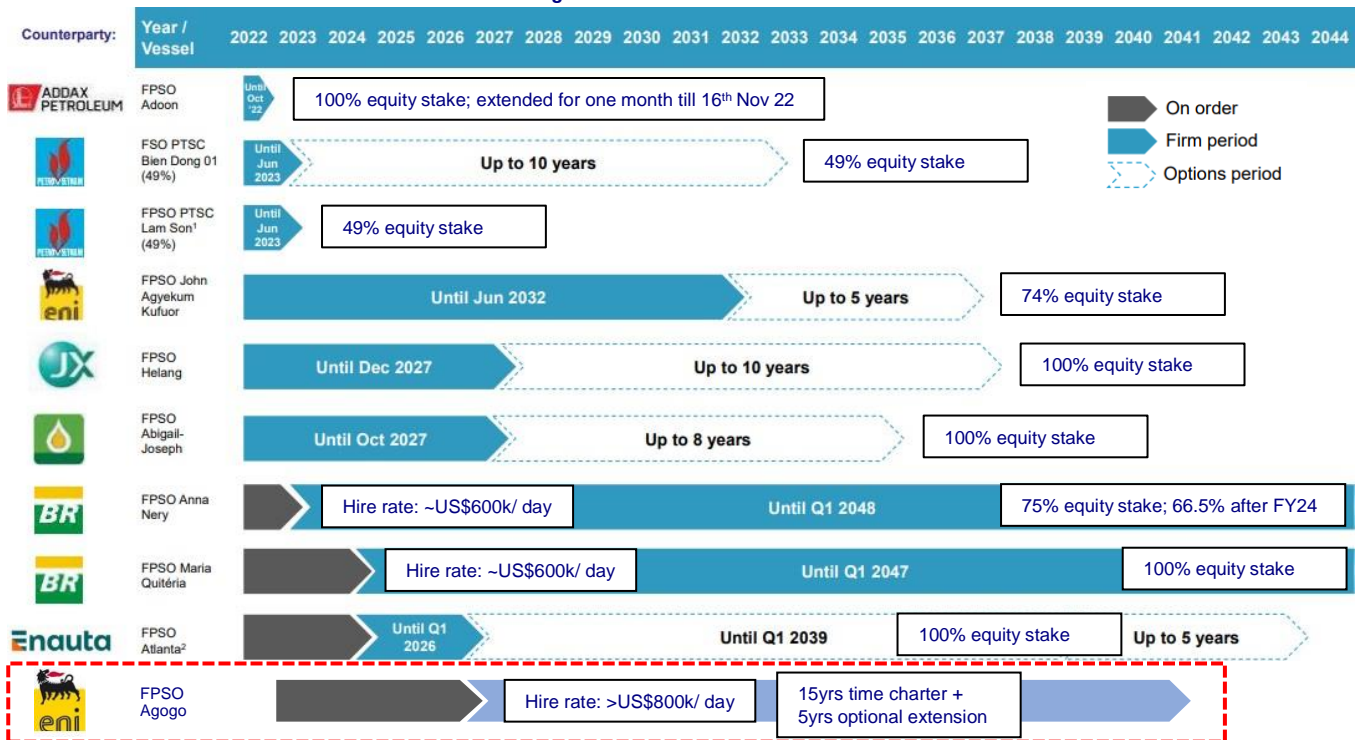 Counterparty:
Year /
Vessel
2022 2023 2024 2025 2026 2027 2028 2029 2030 2031 2032 2033 2034 2035 2036 2037 2038 2039 2040 2041 2042 2043 2044
ADDAX
PETROLEUM
FPSO
Adoon
Until
Oct
'22
100% equity stake; extended for one month till 16th Nov 22
On order
Firm period
Options period
PETROVIETNAM
FSO PTSC
Bien Dong 01
(49%)
Until
Jun
2023
Up to 10 years
49% equity stake
PETROVIETNAM
FPSO PTSC
Lam Son¹
(49%)
Until
Jun
2023
49% equity stake
eni
FPSO John
Agyekum
Kufuor
Until Jun 2032
Up to 5 years
74% equity stake
JX
FPSO
Helang
Until Dec 2027
Up to 10 years
100% equity stake
FPSO
Abigail-
Joseph
Until Oct 2027
Up to 8 years
100% equity stake
BR
FPSO Anna
Nery
Hire rate: ~US$600k/ day
Until Q1 2048
75% equity stake; 66.5% after FY24
BR
FPSO Maria
Quitéria
Hire rate: ~US$600k/ day
Until Q1 2047
100% equity stake
Enauta
FPSO
Atlanta²
Until Q1
2026
Until Q1 2039
100% equity stake
Up to 5 years
eni
FPSO
Agogo
Hire rate: >US$800k/ day
15yrs time charter +
5yrs optional extension